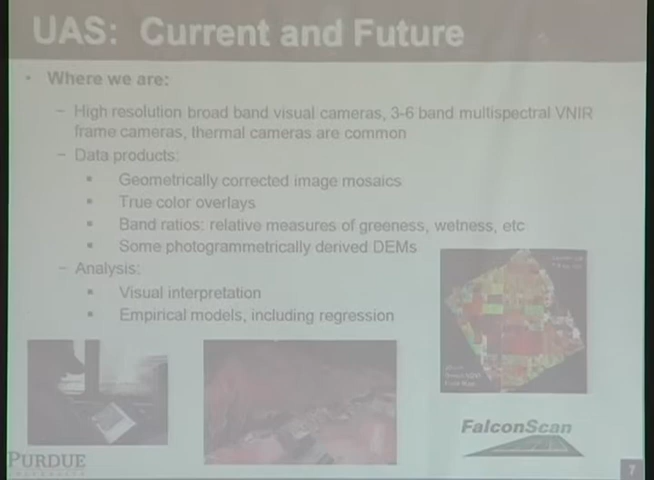 UAS: Current and Future
• Where we are:
– High resolution broad band visual cameras, 3-6 band multispectral VNIR
frame cameras, thermal cameras are common
– Data products:
▪ Geometrically corrected image mosaics
▪ True color overlays
▪ Band ratios: relative measures of greeness, wetness, etc
▪ Some photogrammetrically derived DEMs
– Analysis:
▪ Visual interpretation
▪ Empirical models, including regression
FalconScan
PURDUE
UNIVERSITY
7